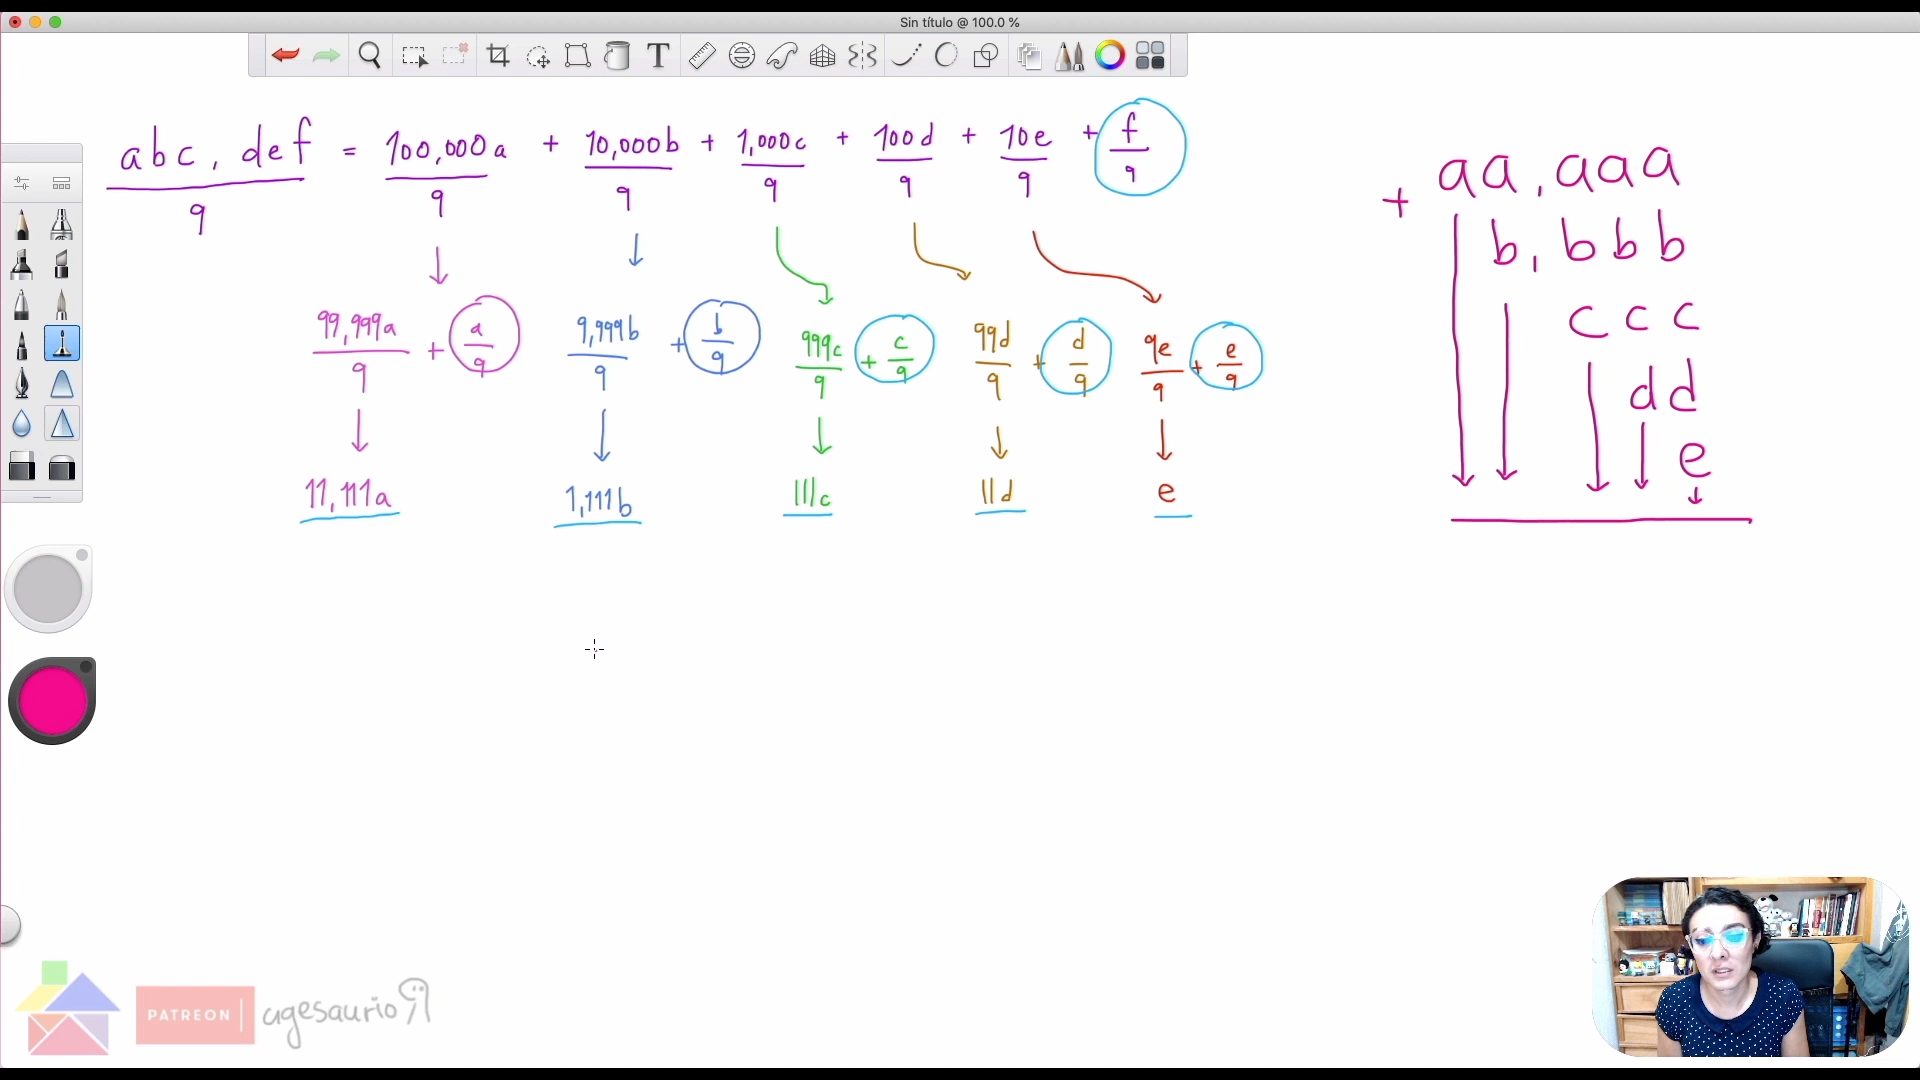 Sin título @ 100.0 %
T
abc, def = 100,000a + 10,000b + 1,000c + 100d + 10e + f
9 9 9 9 9 9 9
99,999a + a 9,999b + b 999c + c 99d + d 9e + e
9 9 9 9 9 9 9 9 9 9
11,111a 1,111b 111c 11d e
+ aa,aaa
b,bbb
ccc
dd
e
PATREON agesaurio